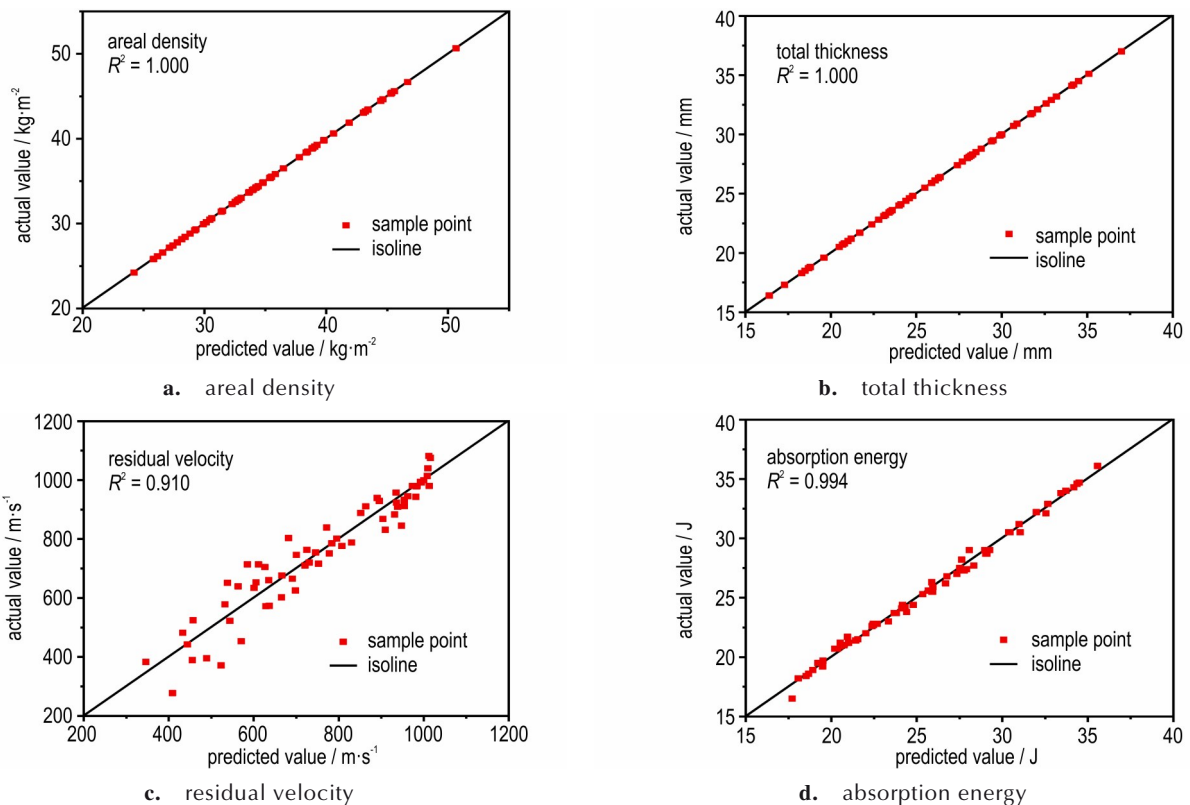 areal density
R² = 1.000
actual value / kg·m⁻²
50
40
30
20
sample point
isoline
20 30 40 50
predicted value / kg·m⁻²
a. areal density
total thickness
R² = 1.000
actual value / mm
40
35
30
25
20
15
sample point
isoline
15 20 25 30 35 40
predicted value / mm
b. total thickness
residual velocity
R² = 0.910
actual value / m·s⁻¹
1200
1000
800
600
400
200
sample point
isoline
200 400 600 800 1000 1200
predicted value / m·s⁻¹
c. residual velocity
absorption energy
R² = 0.994
actual value / J
40
35
30
25
20
15
sample point
isoline
15 20 25 30 35 40
predicted value / J
d. absorption energy